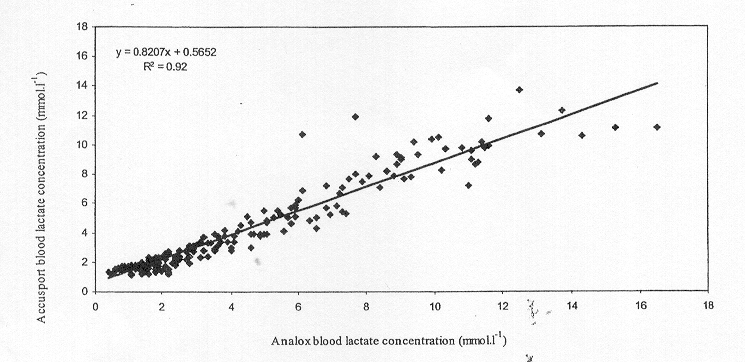 18
16
14
12
10
8
6
4
2
0
y = 0.8207x + 0.5652
R² = 0.92
Accusport blood lactate concentration (mmol.l⁻¹)
0 2 4 6 8 10 12 14 16 18
Analox blood lactate concentration (mmol.l⁻¹)